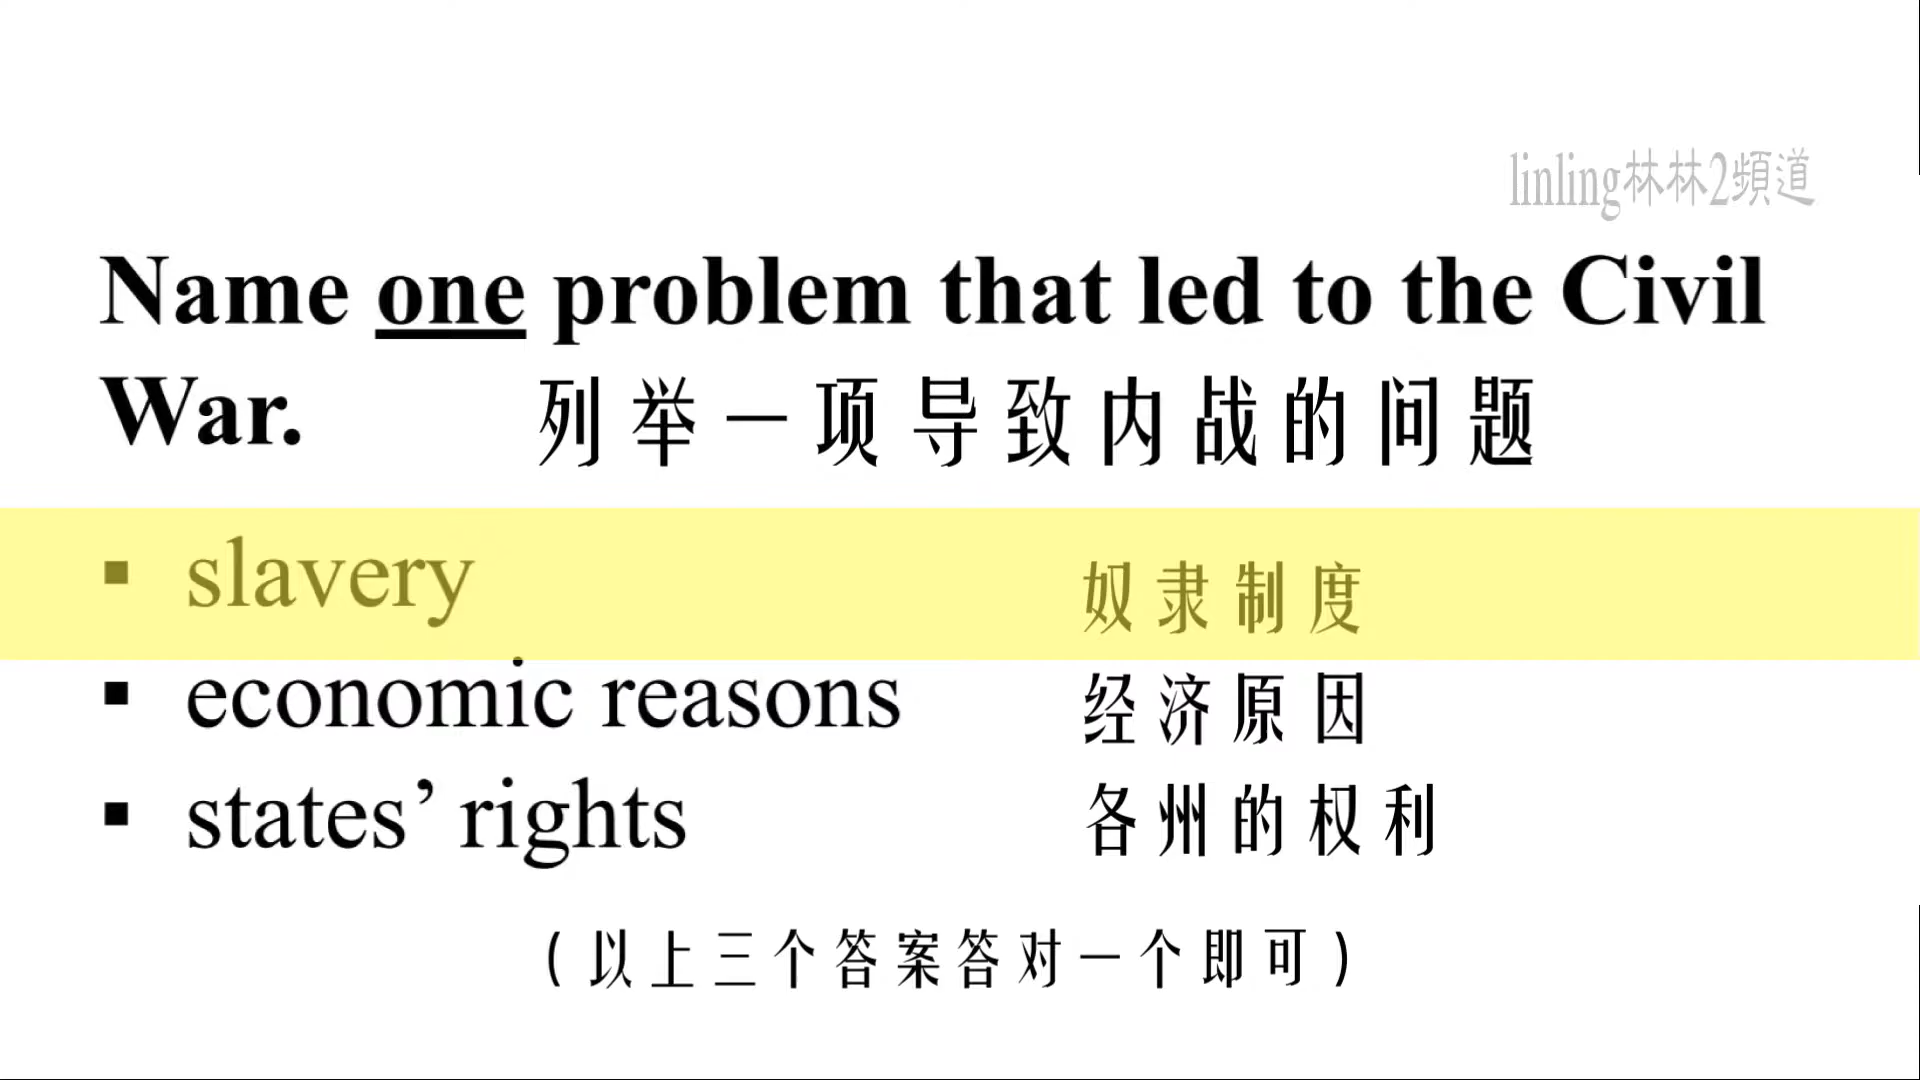 linling林林2頻道
Name one problem that led to the Civil
War. 列举一项导致内战的问题
▪ slavery 奴隶制度
▪ economic reasons 经济原因
▪ states’ rights 各州的权利
(以上三个答案答对一个即可)